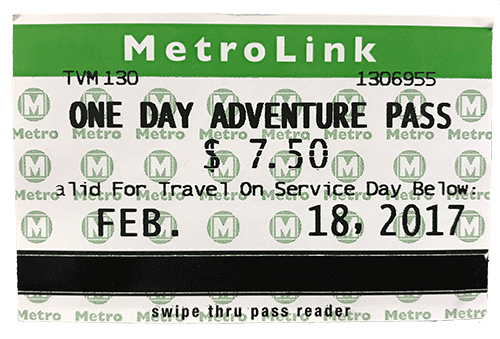 MetroLink
TVM 130 1306955
ONE DAY ADVENTURE PASS
$ 7.50
alid For Travel On Service Day Below:
FEB. 18, 2017
swipe thru pass reader